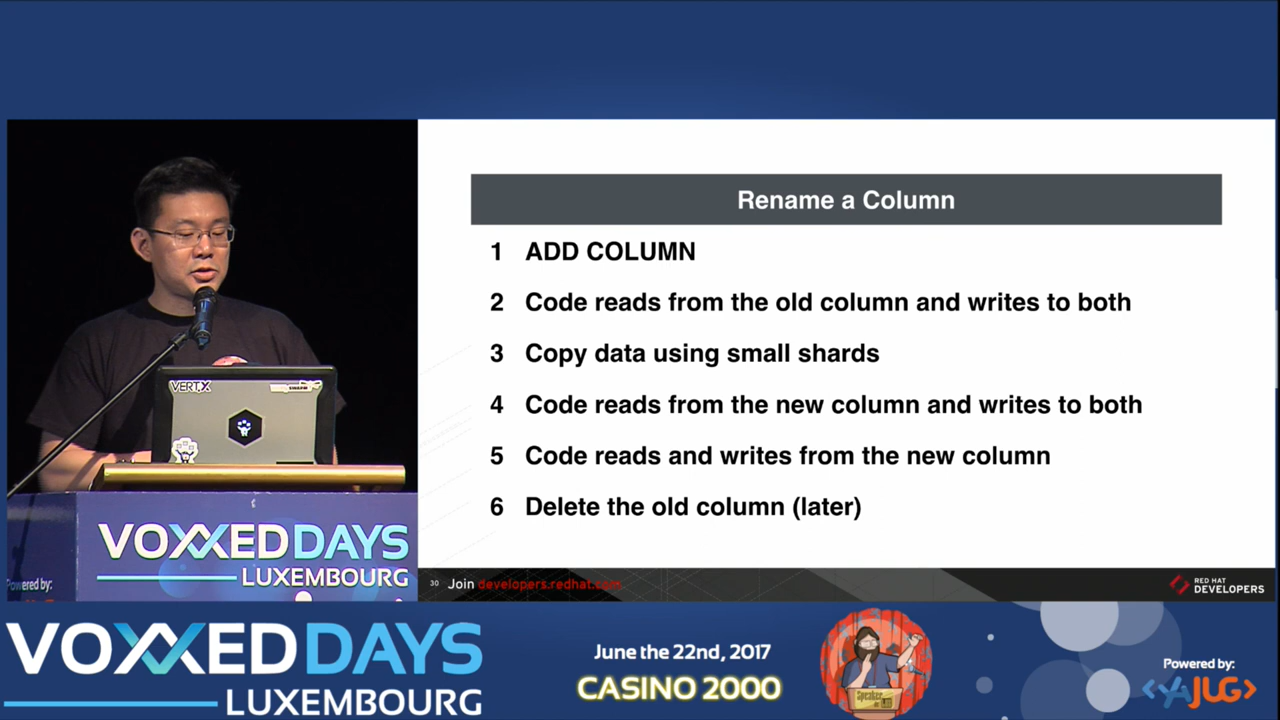 Rename a Column
1 ADD COLUMN
2 Code reads from the old column and writes to both
3 Copy data using small shards
4 Code reads from the new column and writes to both
5 Code reads and writes from the new column
6 Delete the old column (later)
30 Join developers.redhat.com
RED HAT
DEVELOPERS
VERT.X
VOXXED DAYS
LUXEMBOURG
Powered by:
VOXXED DAYS
LUXEMBOURG
June the 22nd, 2017
CASINO 2000
Speaker
Powered by:
YAJUG